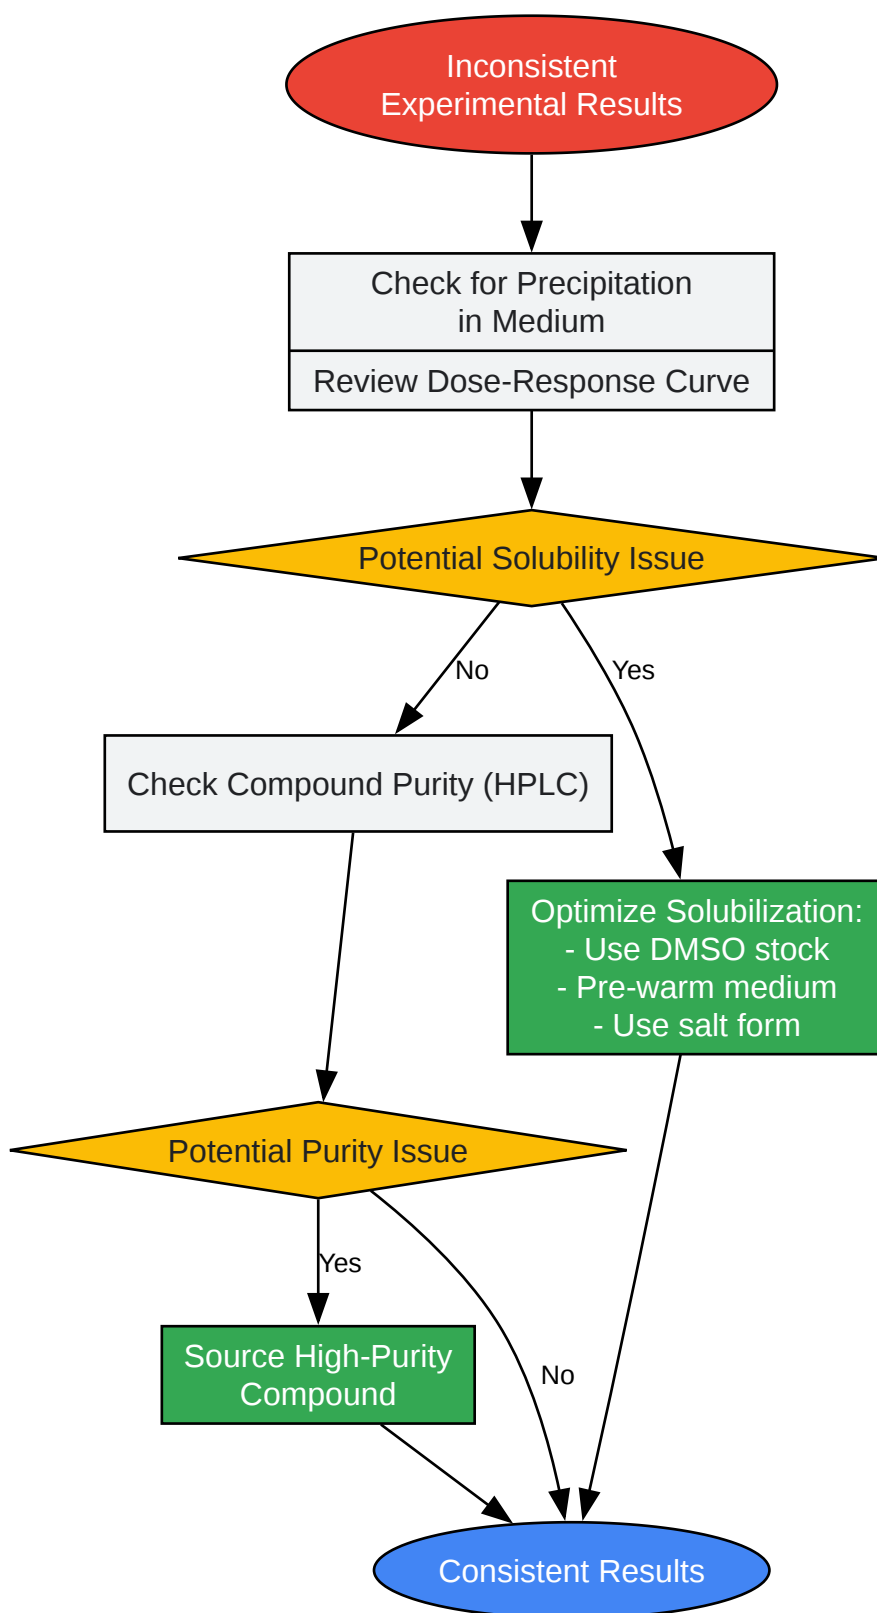 Inconsistent
Experimental Results
Check for Precipitation
in Medium
Review Dose-Response Curve
Potential Solubility Issue
No
Yes
Check Compound Purity (HPLC)
Optimize Solubilization:
- Use DMSO stock
- Pre-warm medium
- Use salt form
Potential Purity Issue
Yes
Source High-Purity
Compound
No
Consistent Results